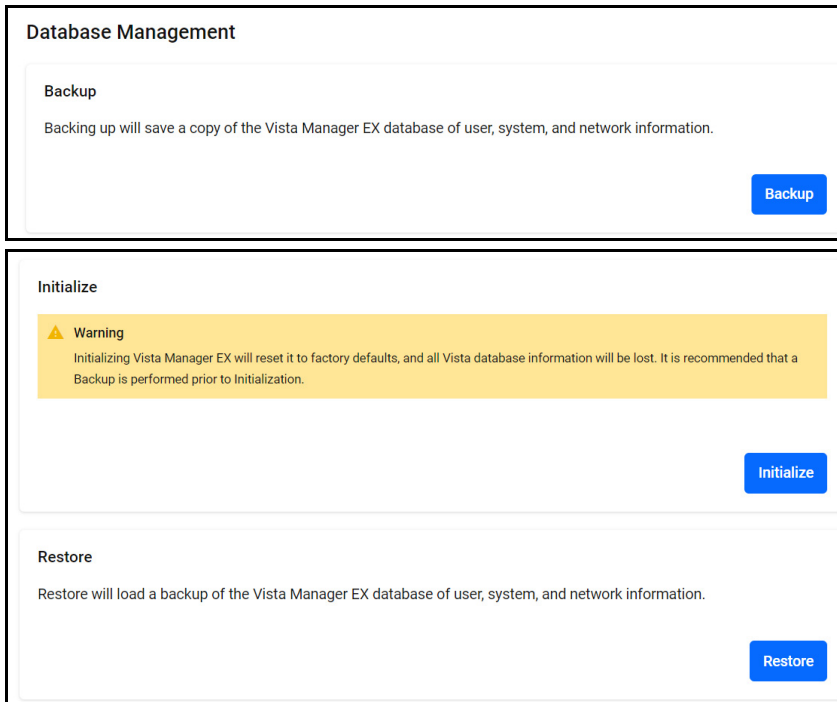 Database Management
Backup
Backing up will save a copy of the Vista Manager EX database of user, system, and network information.
Backup
Initialize
Warning
Initializing Vista Manager EX will reset it to factory defaults, and all Vista database information will be lost. It is recommended that a
Backup is performed prior to Initialization.
Initialize
Restore
Restore will load a backup of the Vista Manager EX database of user, system, and network information.
Restore